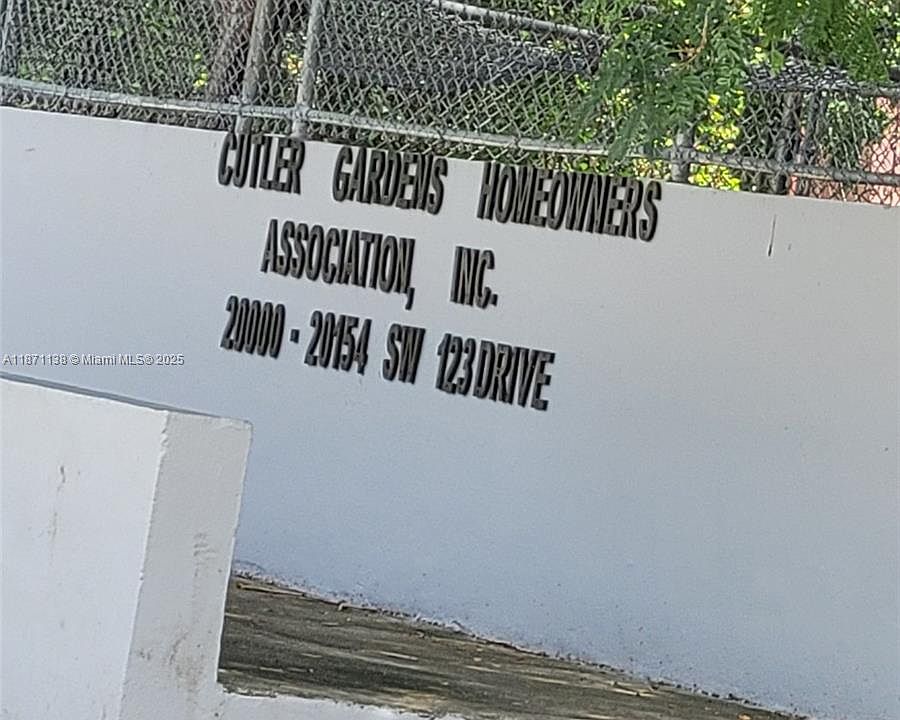 CUTLER GARDENS HOMEOWNERS
ASSOCIATION, INC.
20000 - 20154 SW 123 DRIVE
A11871138 © Miami MLS® 2025